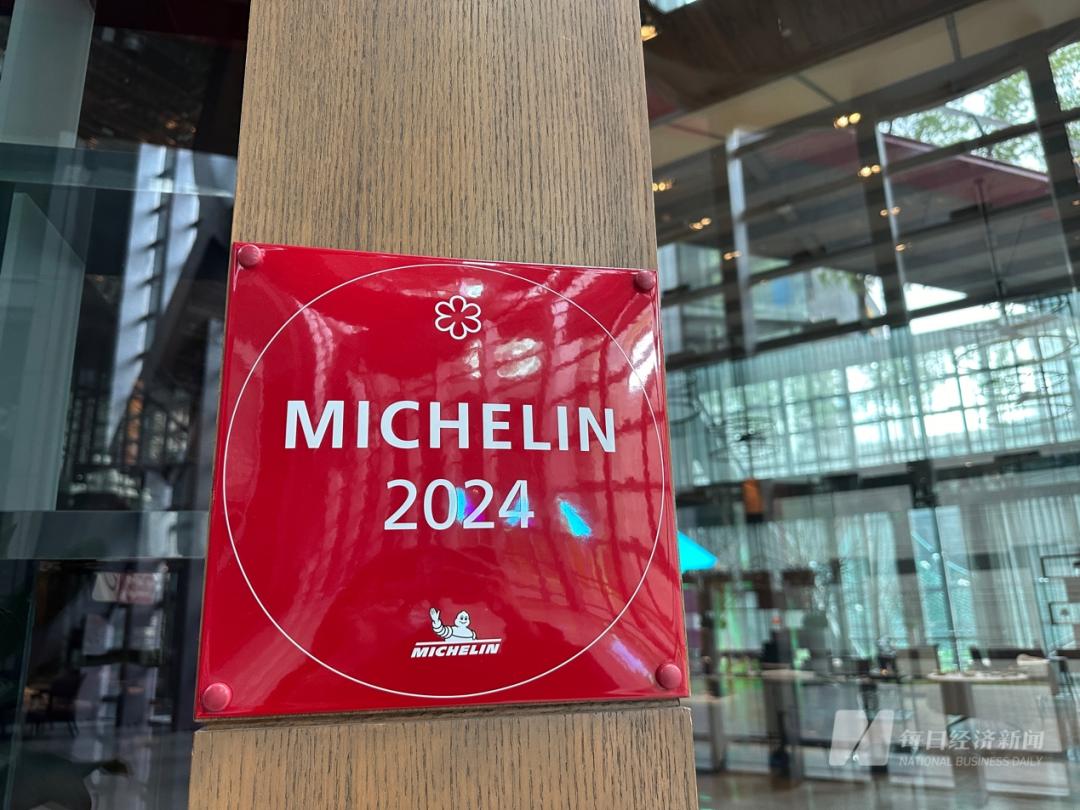 MICHELIN
2024
MICHELIN
每日经济新闻
NATIONAL BUSINESS DAILY